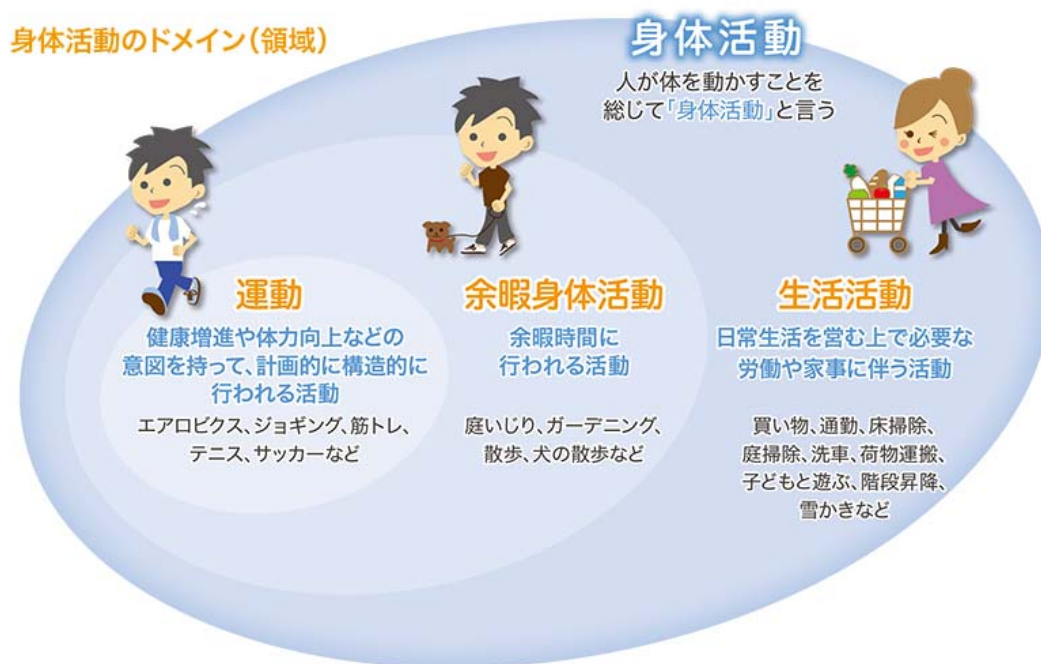 身体活動のドメイン(領域)
身体活動
人が体を動かすことを
総じて「身体活動」と言う
運動
健康増進や体力向上などの
意図を持って、計画的に構造的に
行われる活動
エアロビクス、ジョギング、筋トレ、
テニス、サッカーなど
余暇身体活動
余暇時間に
行われる活動
庭いじり、ガーデニング、
散歩、犬の散歩など
生活活動
日常生活を営む上で必要な
労働や家事に伴う活動
買い物、通勤、床掃除、
庭掃除、洗車、荷物運搬、
子どもと遊ぶ、階段昇降、
雪かきなど